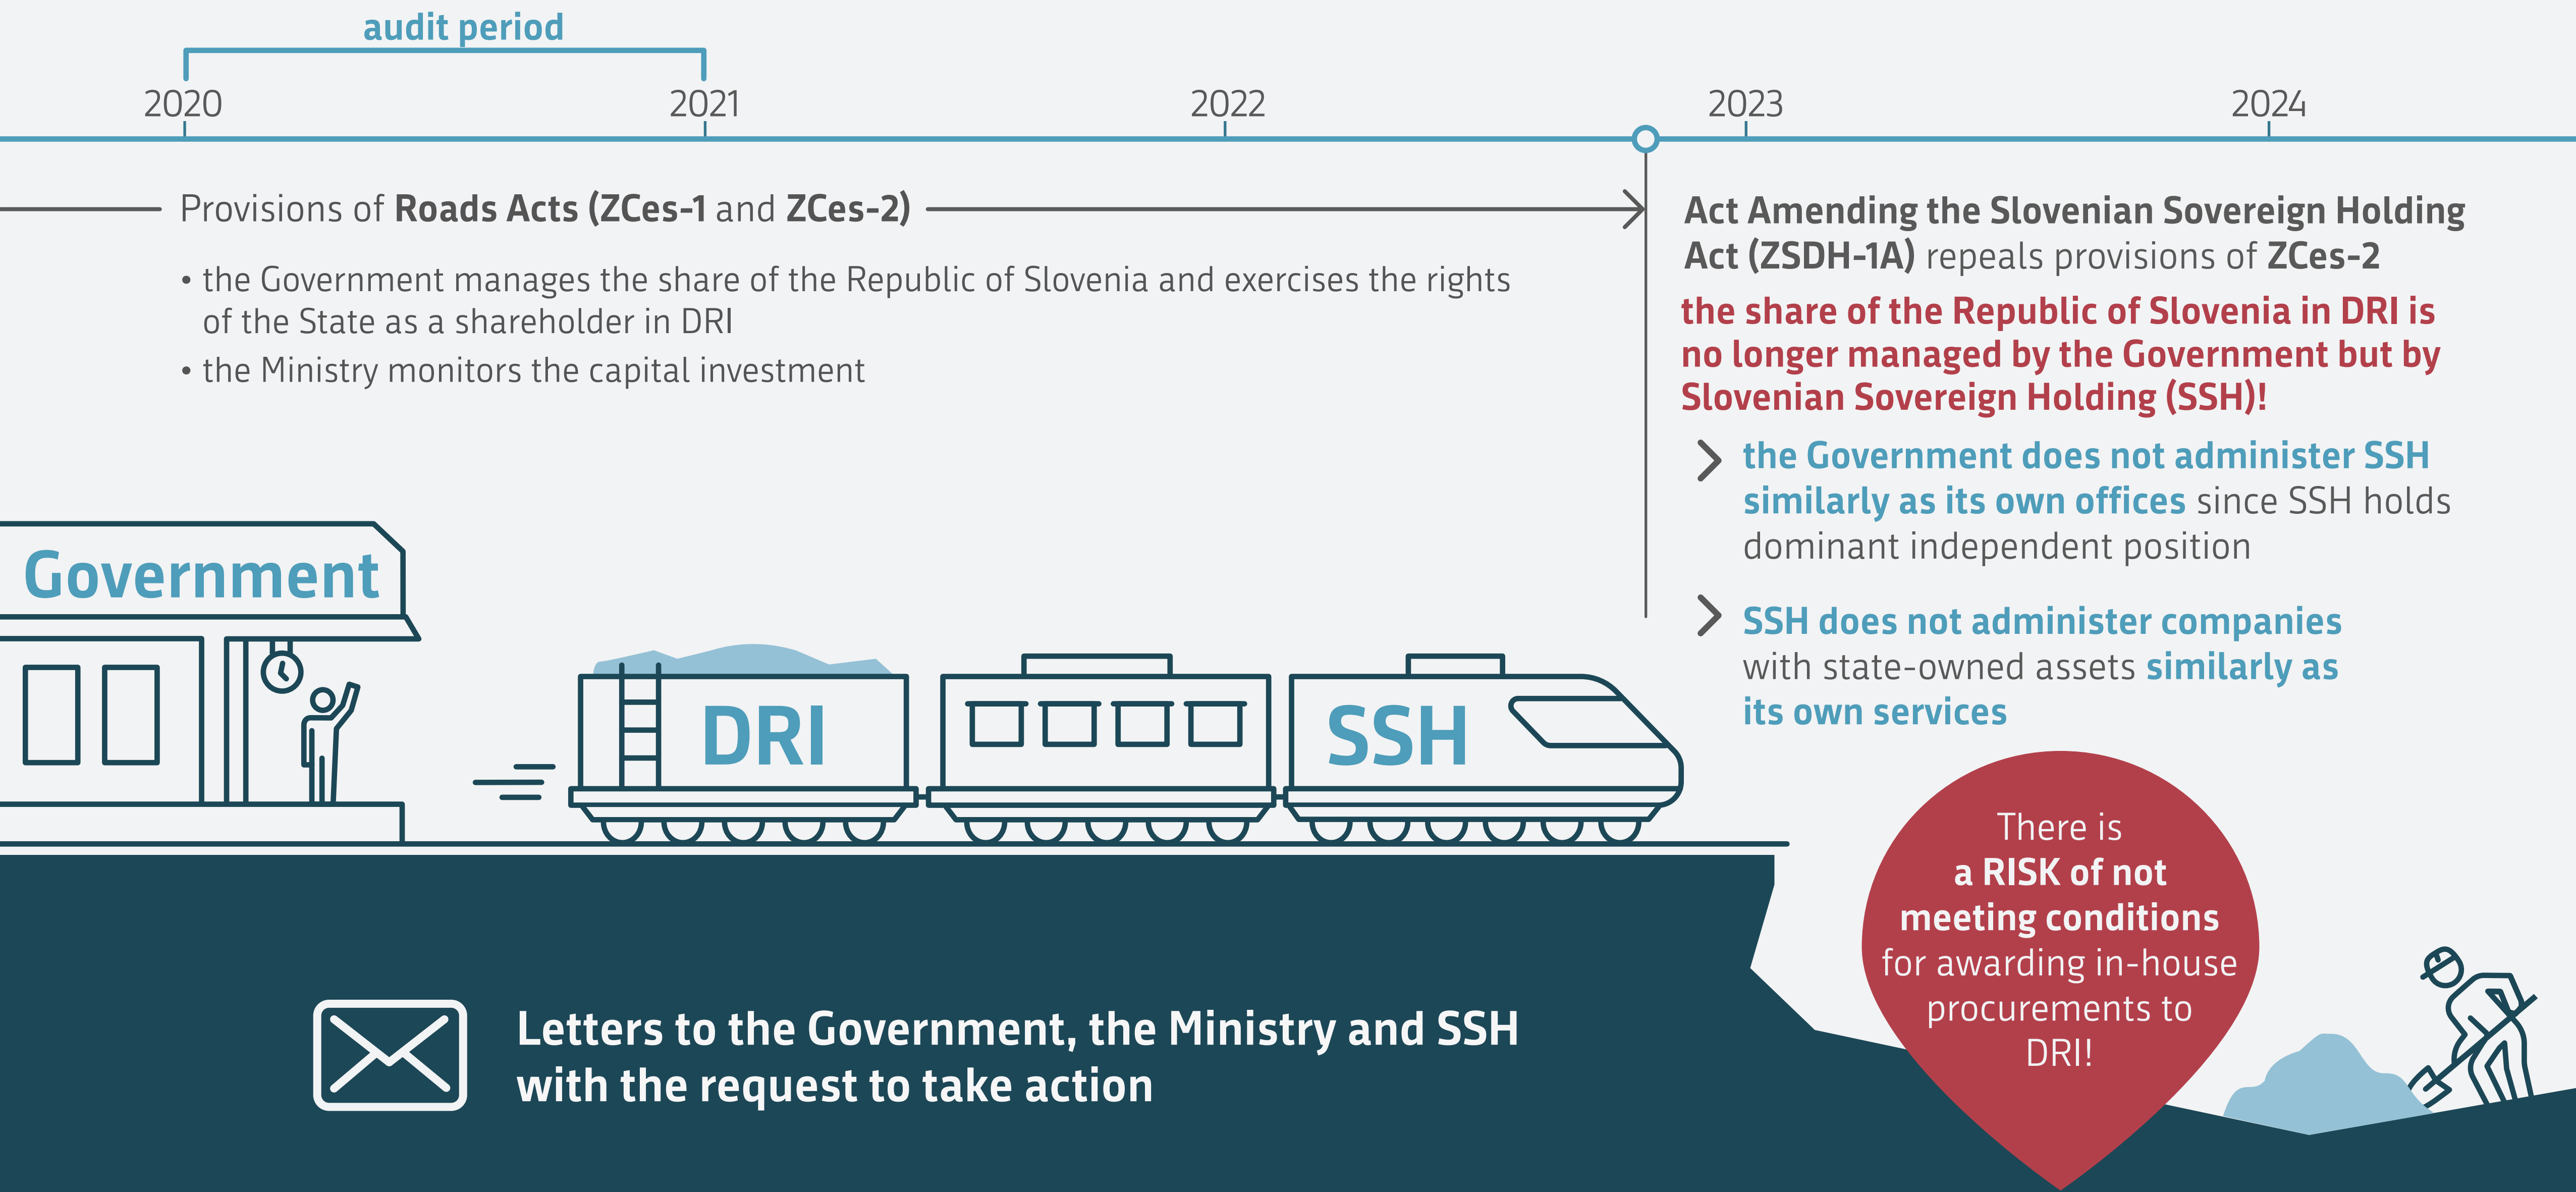 audit period
2020
2021
2022
2023
2024
Provisions of Roads Acts (ZCes-1 and ZCes-2)
• the Government manages the share of the Republic of Slovenia and exercises the rights
of the State as a shareholder in DRI
• the Ministry monitors the capital investment
Act Amending the Slovenian Sovereign Holding
Act (ZSDH-1A) repeals provisions of ZCes-2
the share of the Republic of Slovenia in DRI is
no longer managed by the Government but by
Slovenian Sovereign Holding (SSH)!
the Government does not administer SSH
similarly as its own offices since SSH holds
dominant independent position
SSH does not administer companies
with state-owned assets similarly as
its own services
Government
DRI
SSH
There is
a RISK of not
meeting conditions
for awarding in-house
procurements to
DRI!
Letters to the Government, the Ministry and SSH
with the request to take action